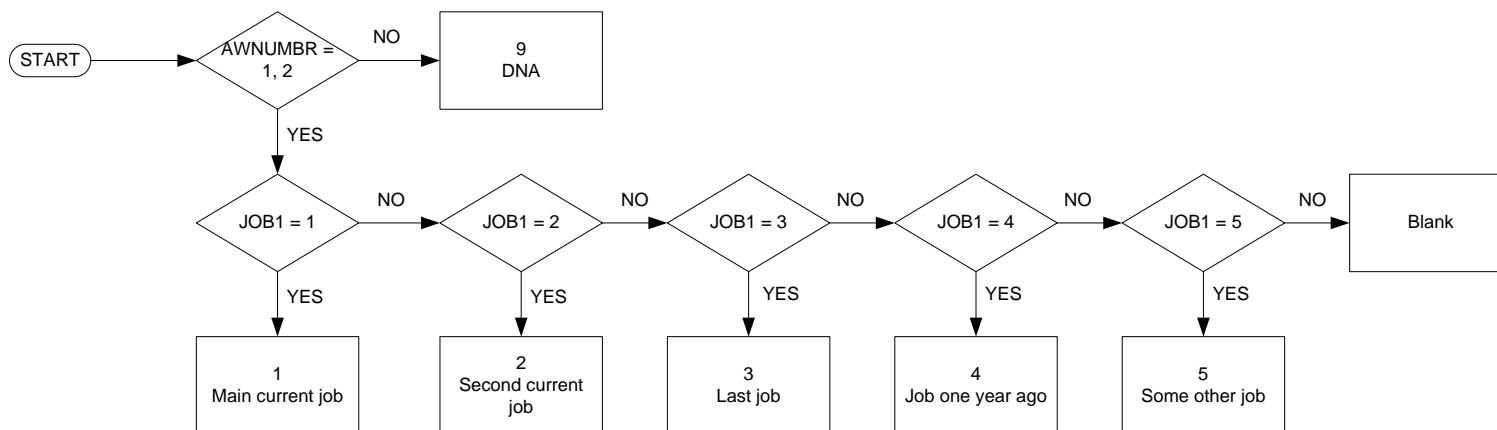 START
AWNUMBR =
1, 2
NO
9
DNA
YES
JOB1 = 1
NO
JOB1 = 2
NO
JOB1 = 3
NO
JOB1 = 4
NO
JOB1 = 5
NO
Blank
YES
YES
YES
YES
YES
1
Main current job
2
Second current
job
3
Last job
4
Job one year ago
5
Some other job